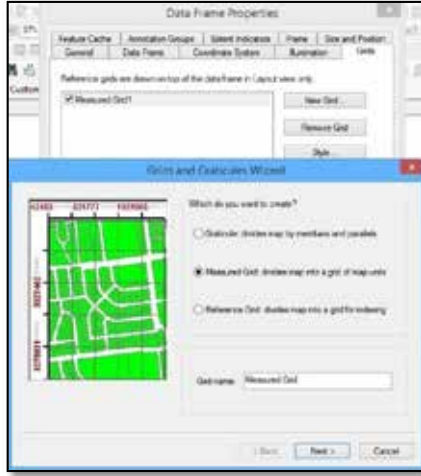 Data Frame Properties
Feature Cache Annotation Groups Extent Indicators Frame Size and Position
General Data Frame Coordinate System Illumination Grids
Reference grids are drawn on top of the data frame in Layout view only.
Measured Grid1
New Grid...
Remove Grid
Style...
Custom
Grids and Graticules Wizard
Which do you want to create?
Graticule: divides map by meridians and parallels
Measured Grid: divides map into a grid of map units
Reference Grid: divides map into a grid for indexing
Grid name: Measured Grid
< Back Next > Cancel